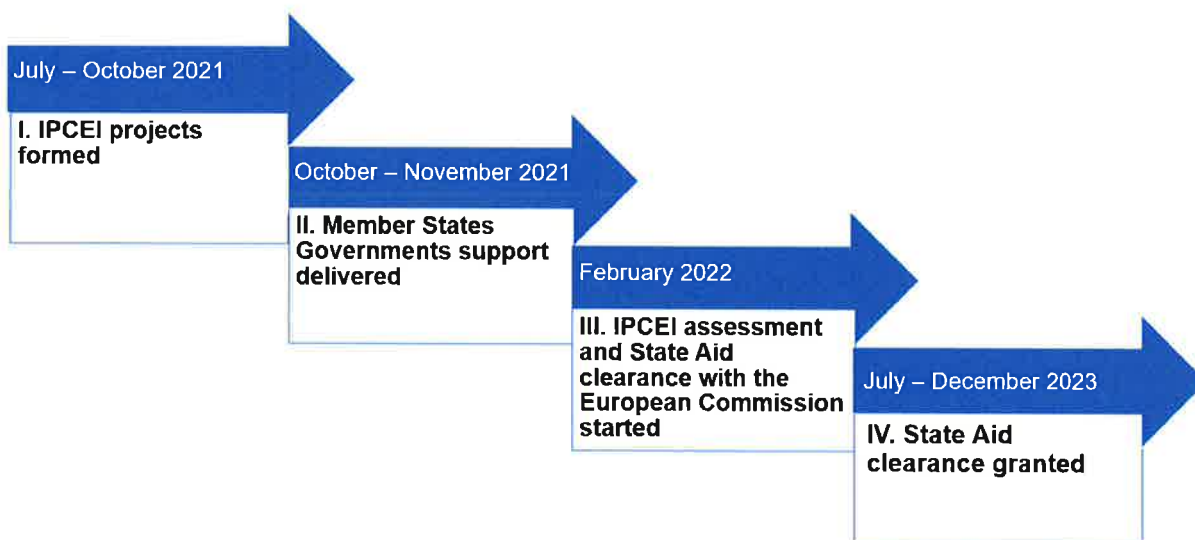 July – October 2021
I. IPCEI projects
formed
October – November 2021
II. Member States
Governments support
delivered
February 2022
III. IPCEI assessment
and State Aid
clearance with the
European Commission
started
July – December 2023
IV. State Aid
clearance granted